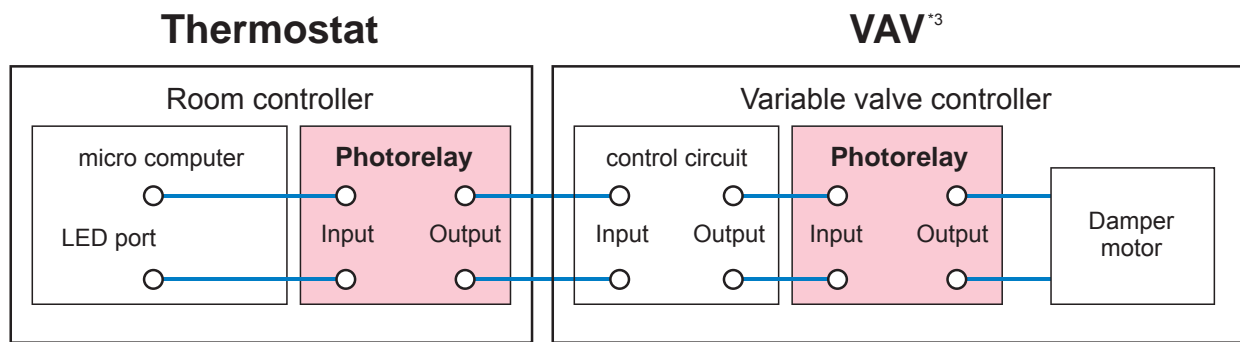 Thermostat
VAV*3
Room controller
Variable valve controller
micro computer
Photorelay
control circuit
Photorelay
LED port
Input
Output
Input
Output
Input
Output
Damper
motor